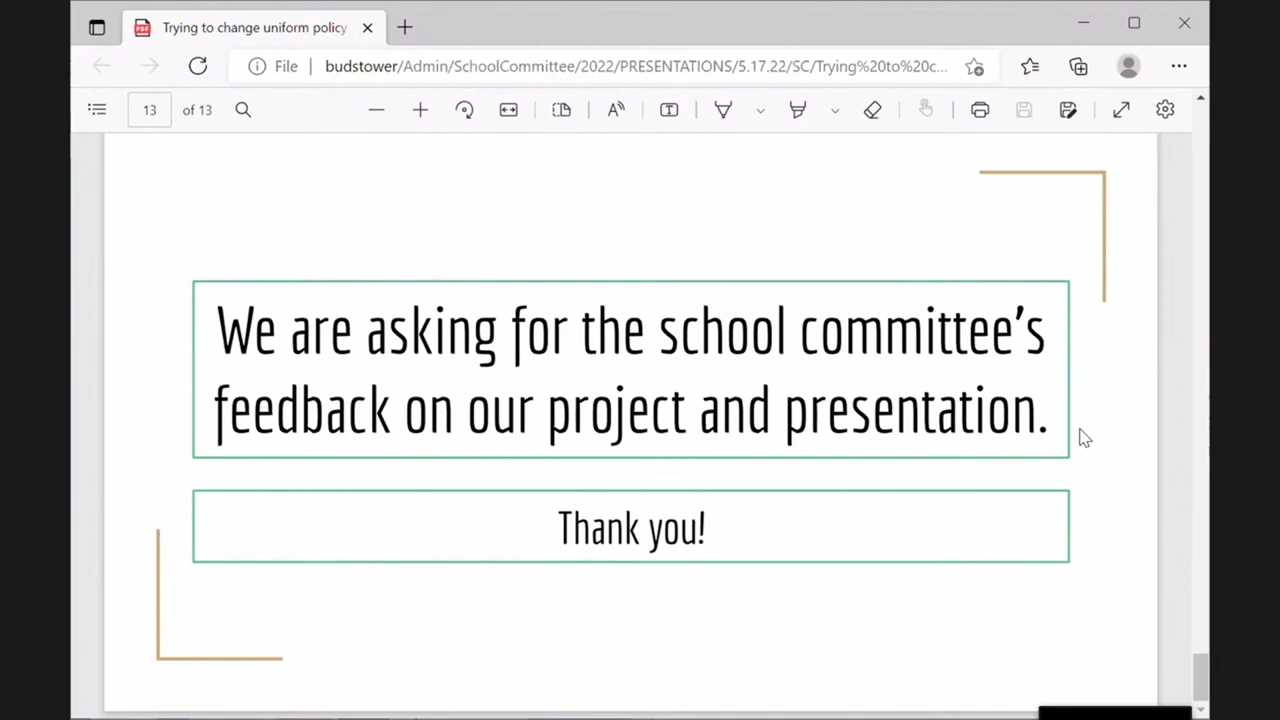 Trying to change uniform policy
File
budstower/Admin/SchoolCommittee/2022/PRESENTATIONS/5.17.22/SC/Trying%20to%20c...
13 of 13
We are asking for the school committee's
feedback on our project and presentation.
Thank you!